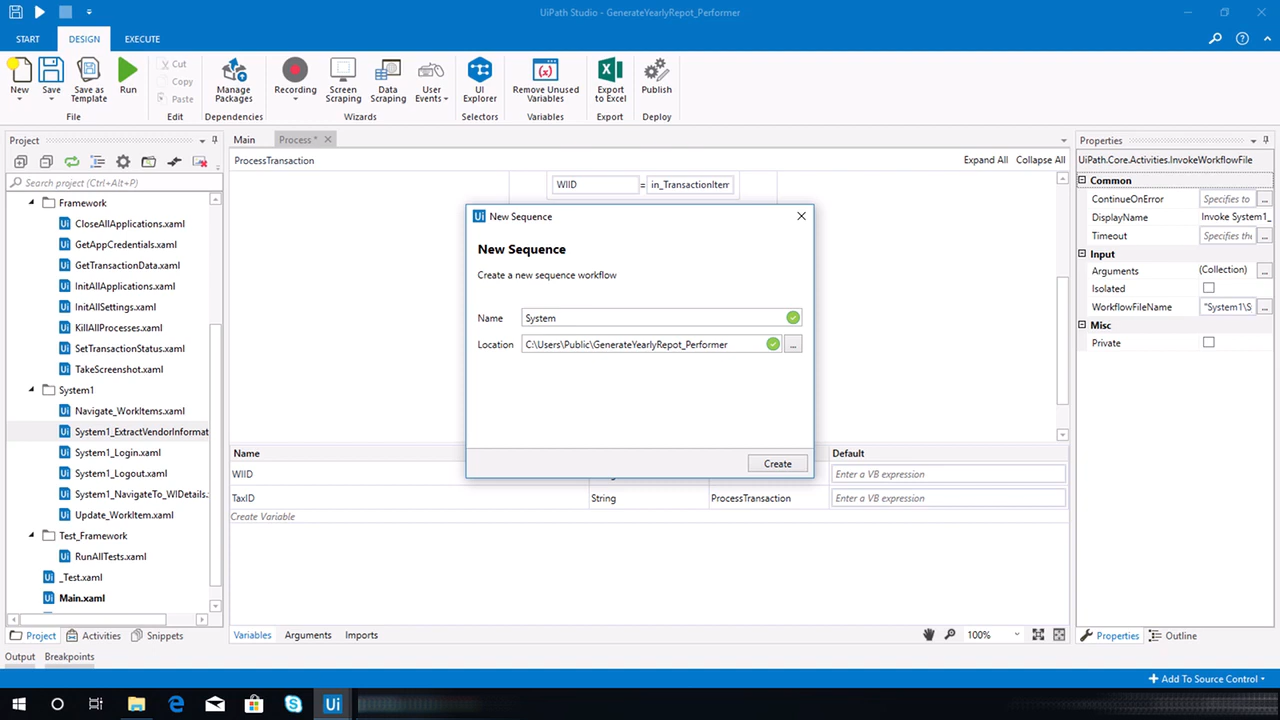 UiPath Studio - GenerateYearlyRepot_Performer
START
DESIGN
EXECUTE
New
Save
Save as Template
Run
Cut
Copy
Paste
Manage Packages
Recording
Screen Scraping
Data Scraping
User Events
UI Explorer
Remove Unused Variables
Export to Excel
Publish
File
Edit
Dependencies
Wizards
Selectors
Variables
Export
Deploy
Project
Main
Process *
Properties
ProcessTransaction
Expand All
Collapse All
UiPath.Core.Activities.InvokeWorkflowFile
Search project (Ctrl+Alt+P)
Framework
CloseAllApplications.xaml
GetAppCredentials.xaml
GetTransactionData.xaml
InitAllApplications.xaml
InitAllSettings.xaml
KillAllProcesses.xaml
SetTransactionStatus.xaml
TakeScreenshot.xaml
System1
Navigate_WorkItems.xaml
System1_ExtractVendorInformat
System1_Login.xaml
System1_Logout.xaml
System1_NavigateTo_WIDetails.
Update_WorkItem.xaml
Test_Framework
RunAllTests.xaml
_Test.xaml
Main.xaml
WIID = in_TransactionItem
Ui New Sequence
New Sequence
Create a new sequence workflow
Name System
Location C:\Users\Public\GenerateYearlyRepot_Performer ...
Create
Name Default
WIID Enter a VB expression
TaxID String ProcessTransaction Enter a VB expression
Create Variable
Common
ContinueOnError Specifies to ...
DisplayName Invoke System1_
Timeout Specifies the ...
Input
Arguments (Collection) ...
Isolated
WorkflowFileName "System1\S ...
Misc
Private
Project
Activities
Snippets
Variables
Arguments
Imports
100%
Properties
Outline
Output
Breakpoints
Add To Source Control
Ui